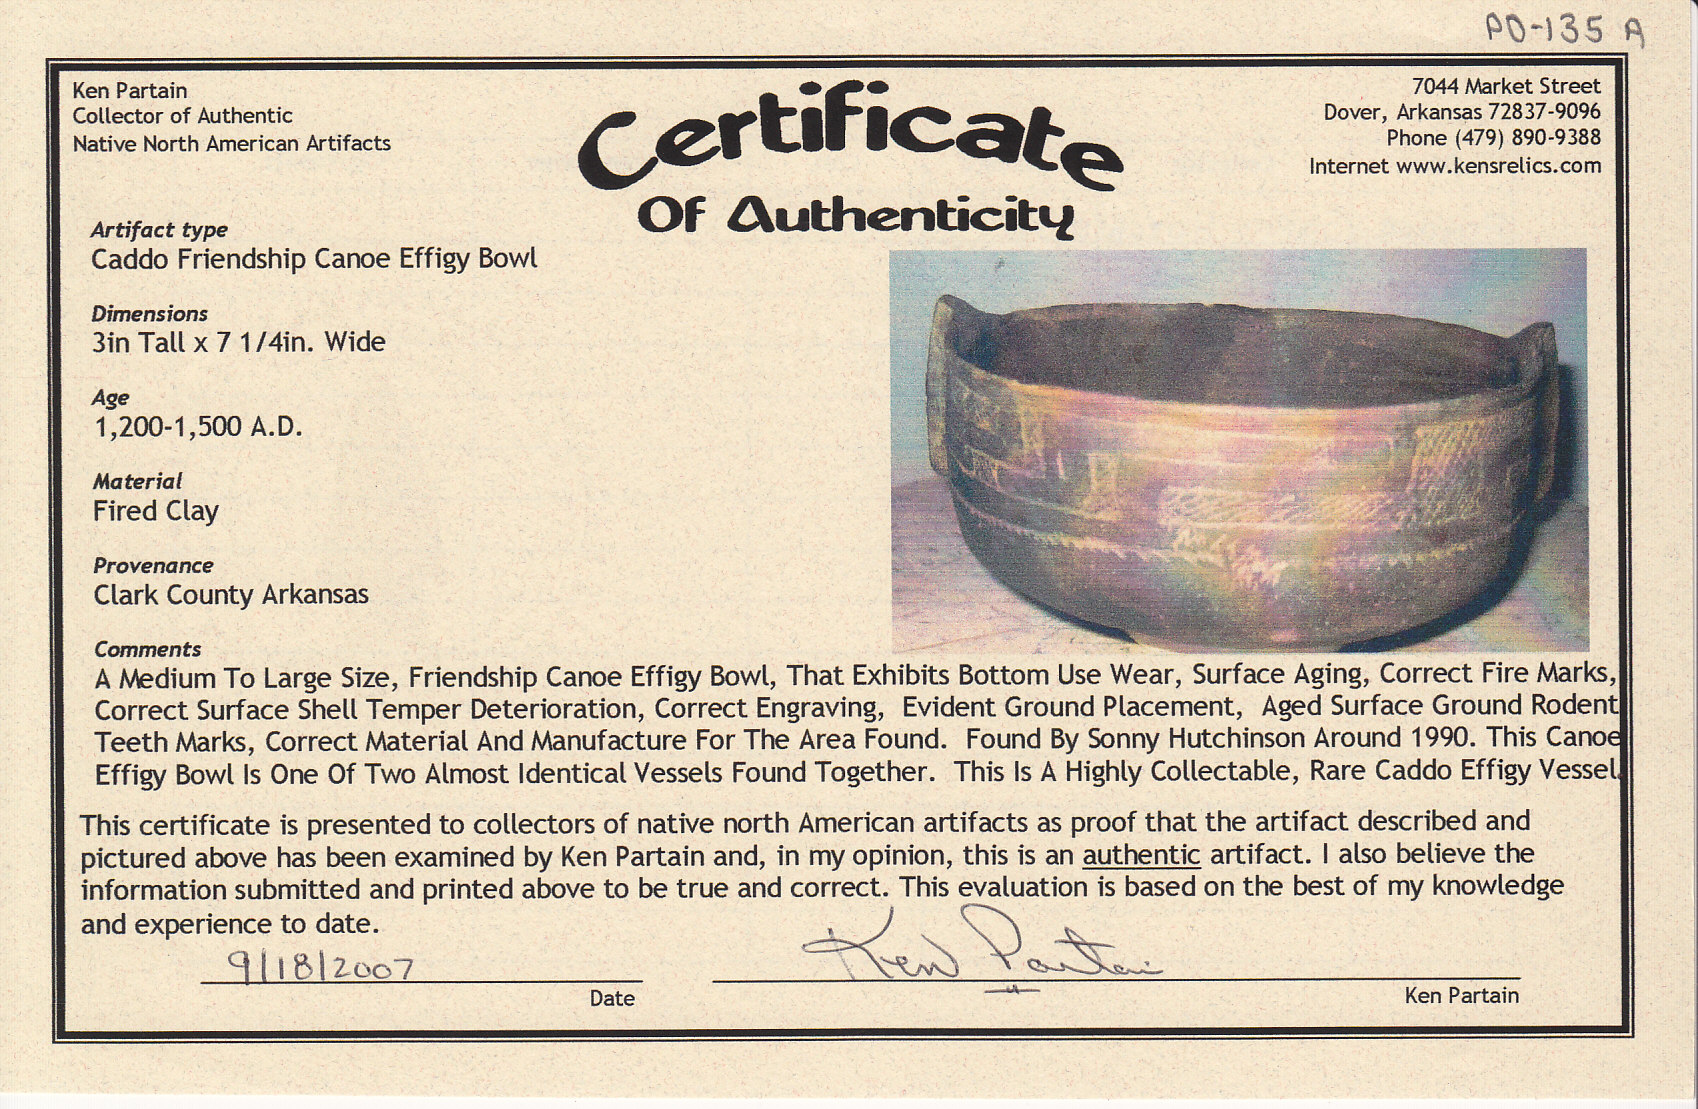 PO-135 A
Ken Partain
Collector of Authentic
Native North American Artifacts
Certificate
Of Authenticity
7044 Market Street
Dover, Arkansas 72837-9096
Phone (479) 890-9388
Internet www.kensrelics.com
Artifact type
Caddo Friendship Canoe Effigy Bowl
Dimensions
3in Tall x 7 1/4in. Wide
Age
1,200-1,500 A.D.
Material
Fired Clay
Provenance
Clark County Arkansas
Comments
A Medium To Large Size, Friendship Canoe Effigy Bowl, That Exhibits Bottom Use Wear, Surface Aging, Correct Fire Marks,
Correct Surface Shell Temper Deterioration, Correct Engraving, Evident Ground Placement, Aged Surface Ground Rodent
Teeth Marks, Correct Material And Manufacture For The Area Found. Found By Sonny Hutchinson Around 1990. This Canoe
Effigy Bowl Is One Of Two Almost Identical Vessels Found Together. This Is A Highly Collectable, Rare Caddo Effigy Vessel.
This certificate is presented to collectors of native north American artifacts as proof that the artifact described and
pictured above has been examined by Ken Partain and, in my opinion, this is an authentic artifact. I also believe the
information submitted and printed above to be true and correct. This evaluation is based on the best of my knowledge
and experience to date.
9/18/2007
Ken Partain
Date
Ken Partain